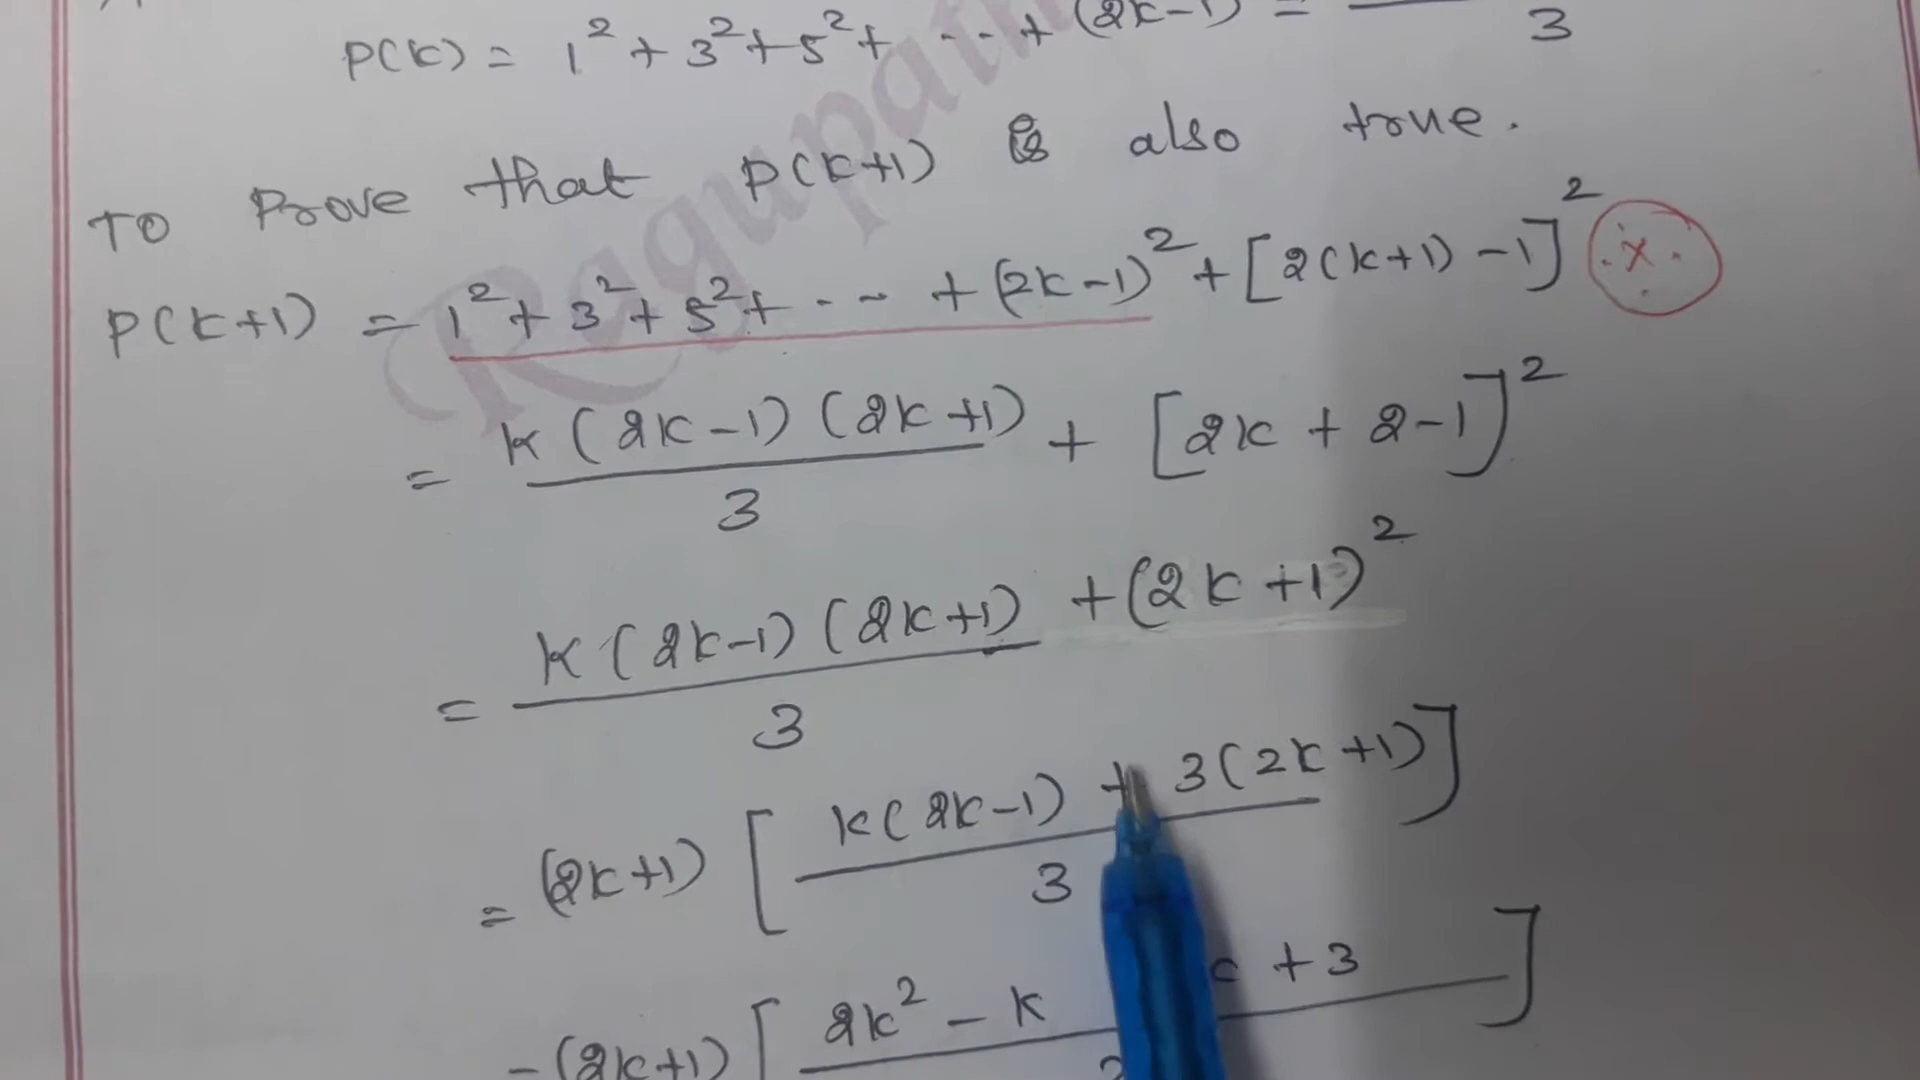 P(k) = 1² + 3² + 5² + ... + (2k-1) = ― 3
To Prove that P(k+1) is also true.
P(k+1) = 1² + 3² + 5² + ... + (2k-1)² + [2(k+1) -1]² .x.
= k(2k-1)(2k+1)/3 + [2k + 2-1]²
= k(2k-1)(2k+1)/3 + (2k+1)²
= (2k+1) [k(2k-1) + 3(2k+1)/3]
= (2k+1) [2k² - k + 3]
Ragupathi